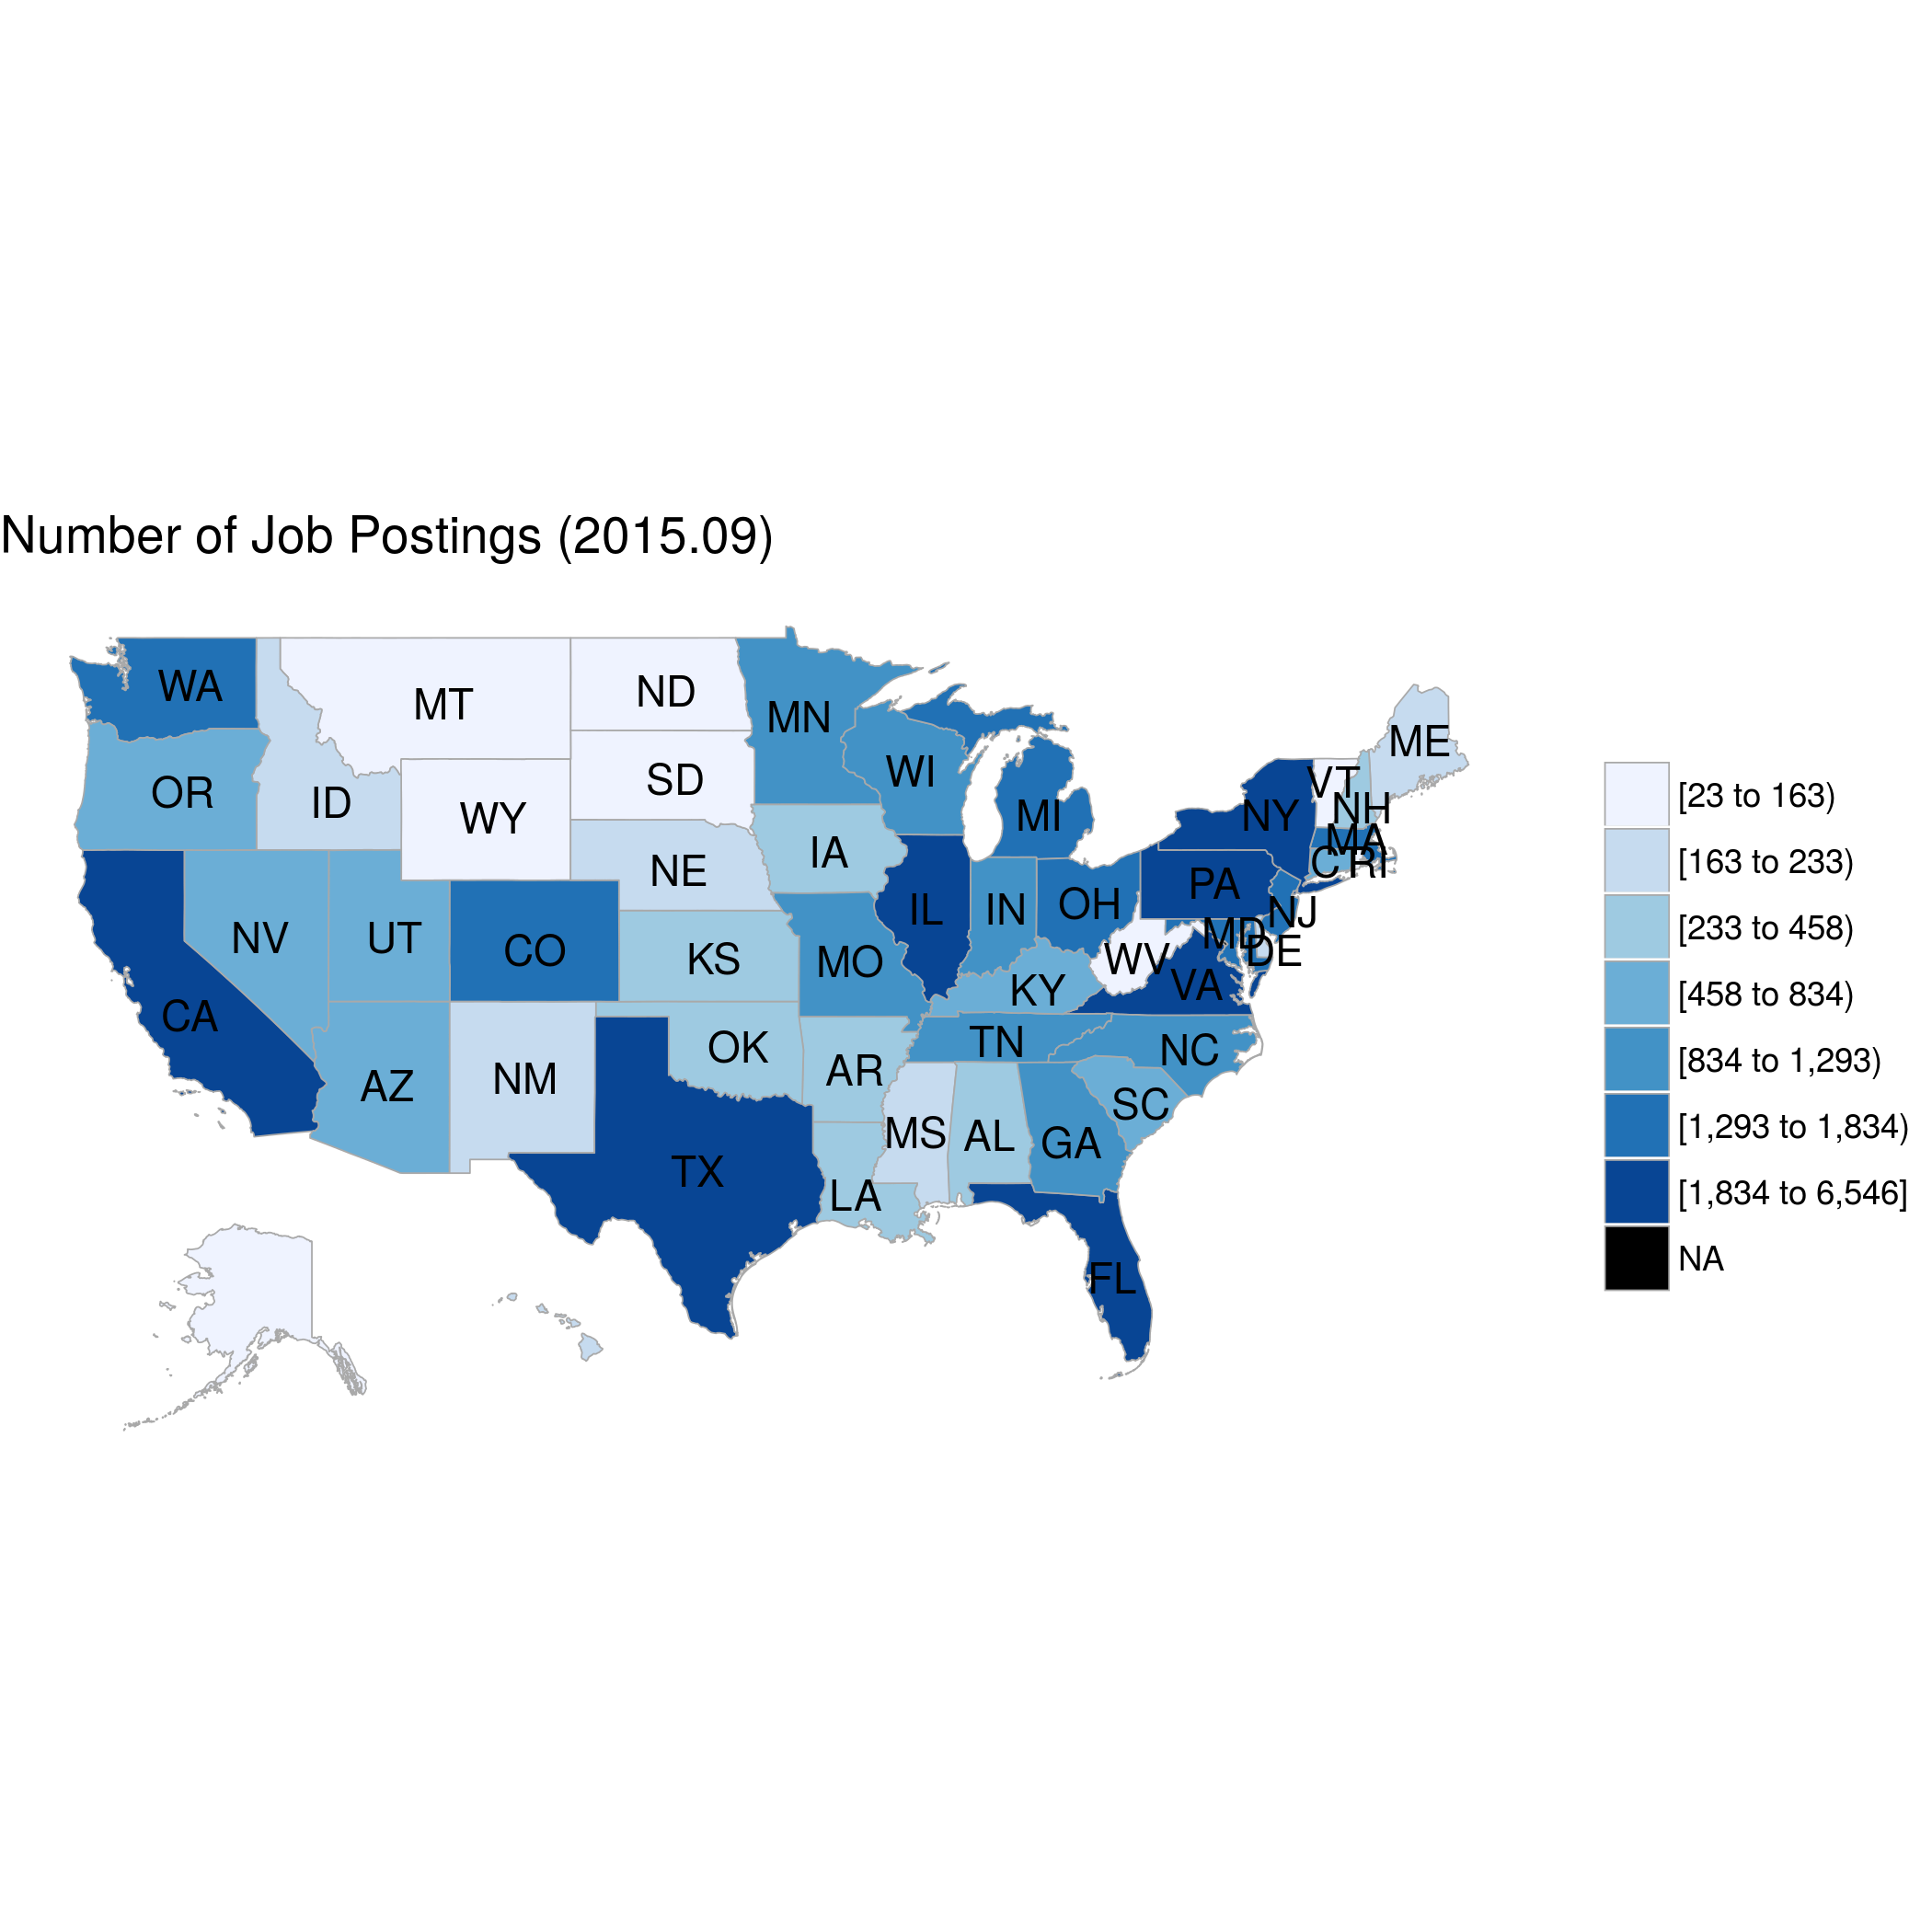 Number of Job Postings (2015.09)
WA
MT
ND
MN
ME
OR
ID
WY
SD
WI
MI
NY
VT
NH
MA
CT
RI
NE
IA
PA
NJ
NV
UT
CO
KS
MO
IL
IN
OH
MD
DE
WV
VA
CA
KY
AZ
NM
OK
AR
TN
NC
SC
MS
AL
GA
TX
LA
FL
[23 to 163)
[163 to 233)
[233 to 458)
[458 to 834)
[834 to 1,293)
[1,293 to 1,834)
[1,834 to 6,546]
NA